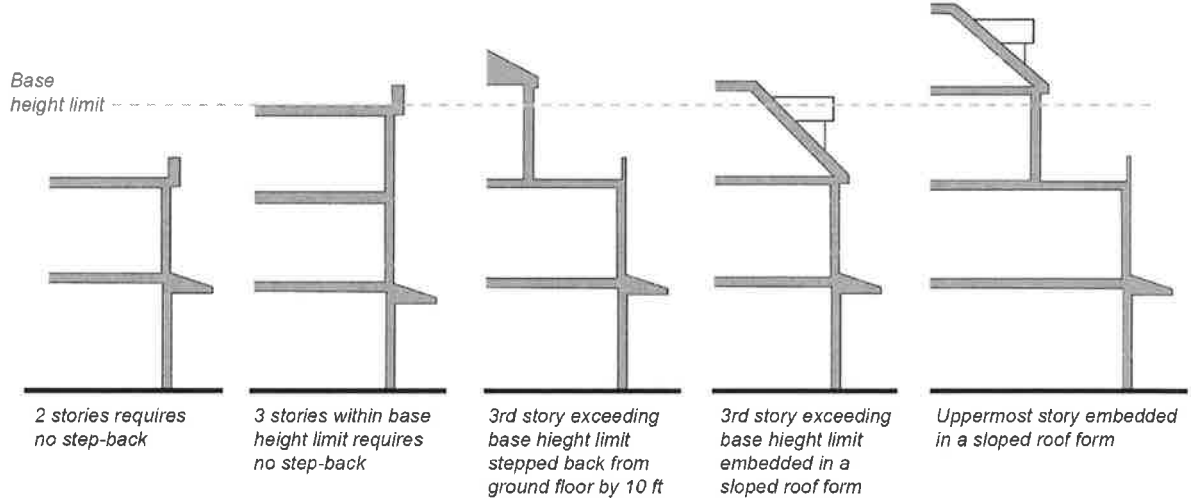 Base
height limit
2 stories requires
no step-back
3 stories within base
height limit requires
no step-back
3rd story exceeding
base hieght limit
stepped back from
ground floor by 10 ft
3rd story exceeding
base hieght limit
embedded in a
sloped roof form
Uppermost story embedded
in a sloped roof form